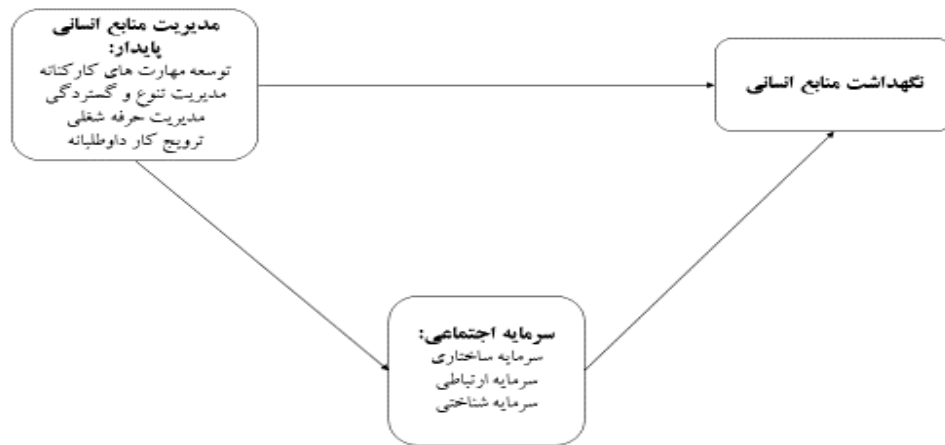 مدیریت منابع انسانی
پایدار:
توسعه مهارت های کارکنانه
مدیریت تنوع و گستردگی
مدیریت حرفه شغلی
ترویج کار داوطلبانه
نگهداشت منابع انسانی
سرمایه اجتماعی:
سرمایه ساختاری
سرمایه ارتباطی
سرمایه شناختی